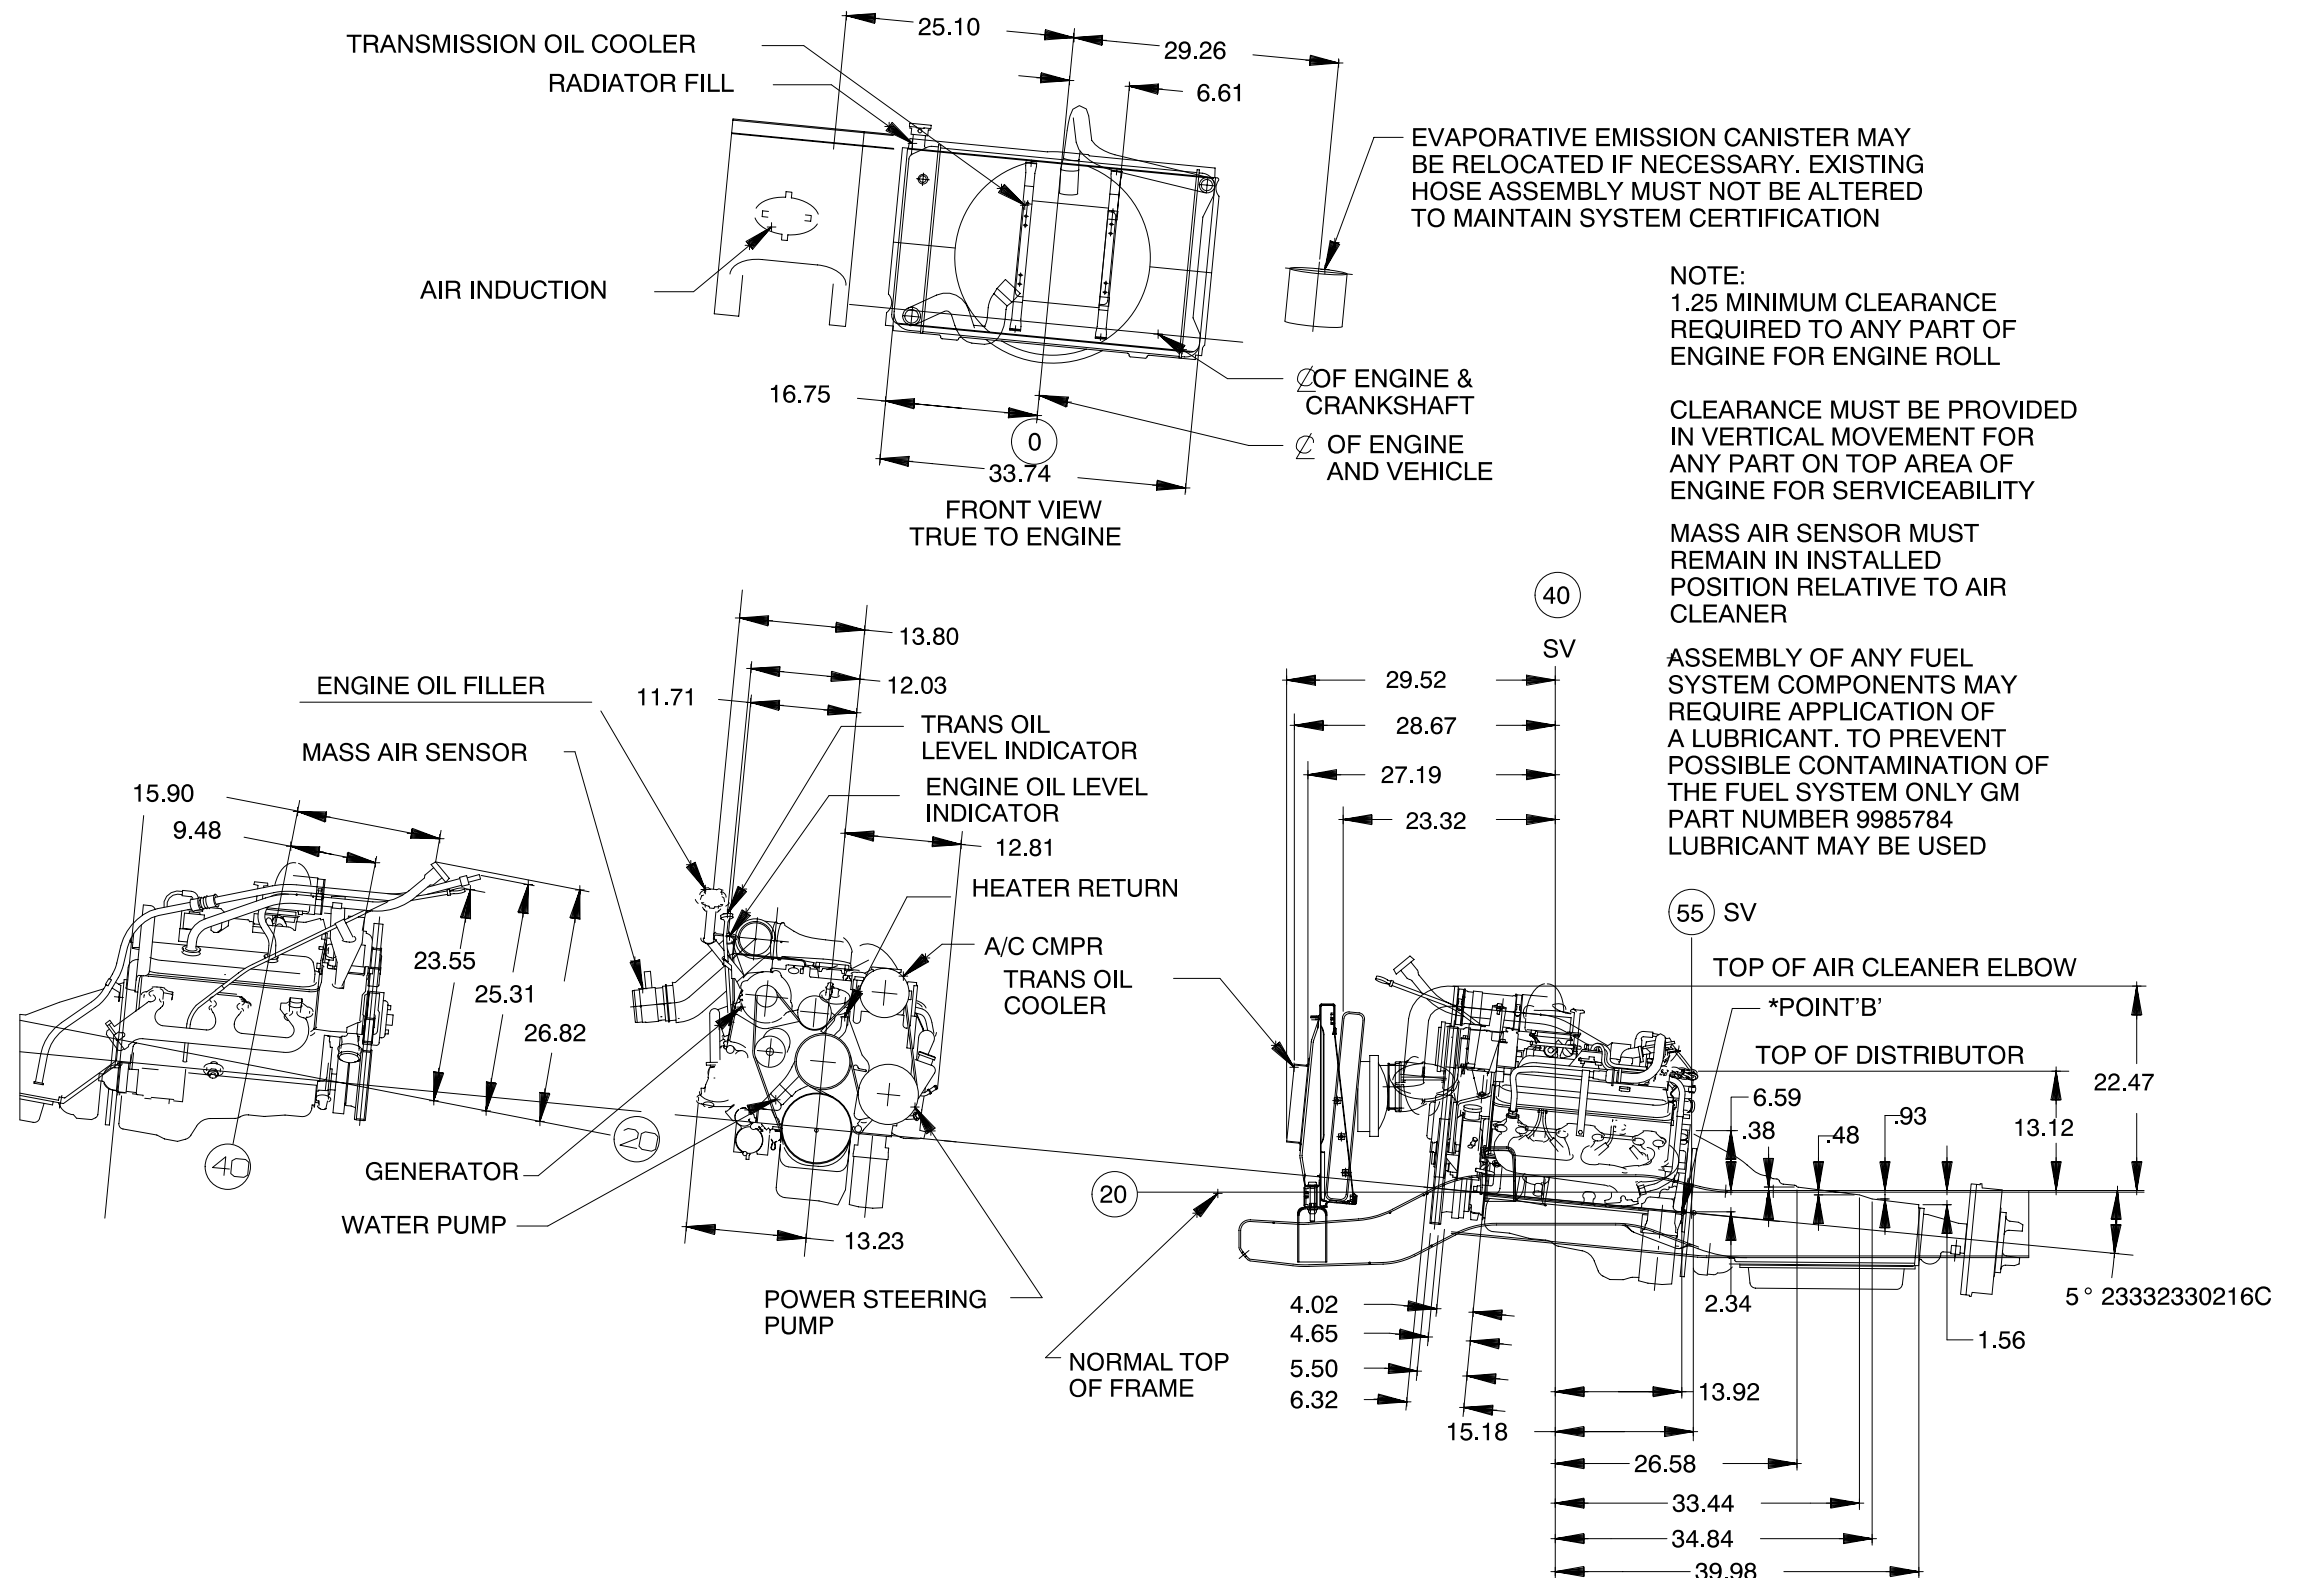 25.10
29.26
6.61
TRANSMISSION OIL COOLER
RADIATOR FILL
AIR INDUCTION
EVAPORATIVE EMISSION CANISTER MAY
BE RELOCATED IF NECESSARY. EXISTING
HOSE ASSEMBLY MUST NOT BE ALTERED
TO MAINTAIN SYSTEM CERTIFICATION
16.75
0
33.74
℄ OF ENGINE &
CRANKSHAFT
℄ OF ENGINE
AND VEHICLE
FRONT VIEW
TRUE TO ENGINE
NOTE:
1.25 MINIMUM CLEARANCE
REQUIRED TO ANY PART OF
ENGINE FOR ENGINE ROLL
CLEARANCE MUST BE PROVIDED
IN VERTICAL MOVEMENT FOR
ANY PART ON TOP AREA OF
ENGINE FOR SERVICEABILITY
MASS AIR SENSOR MUST
REMAIN IN INSTALLED
POSITION RELATIVE TO AIR
CLEANER
ASSEMBLY OF ANY FUEL
SYSTEM COMPONENTS MAY
REQUIRE APPLICATION OF
A LUBRICANT. TO PREVENT
POSSIBLE CONTAMINATION OF
THE FUEL SYSTEM ONLY GM
PART NUMBER 9985784
LUBRICANT MAY BE USED
15.90
9.48
23.55
25.31
26.82
40
20
13.80
12.03
11.71
ENGINE OIL FILLER
MASS AIR SENSOR
TRANS OIL
LEVEL INDICATOR
ENGINE OIL LEVEL
INDICATOR
12.81
HEATER RETURN
A/C CMPR
GENERATOR
WATER PUMP
13.23
POWER STEERING
PUMP
40
SV
29.52
28.67
27.19
23.32
55 SV
TRANS OIL
COOLER
TOP OF AIR CLEANER ELBOW
*POINT'B'
TOP OF DISTRIBUTOR
22.47
6.59
.38
.48
.93
13.12
20
NORMAL TOP
OF FRAME
4.02
4.65
5.50
6.32
2.34
5° 23332330216C
1.56
13.92
15.18
26.58
33.44
34.84
39.98